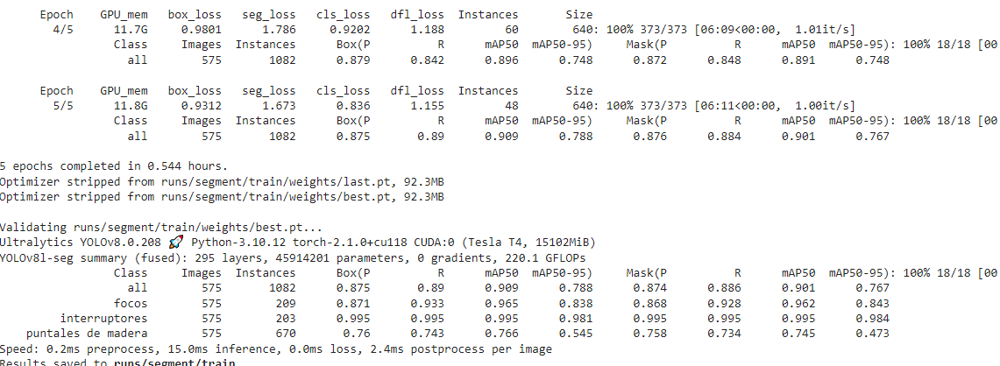 Epoch GPU_mem box_loss seg_loss cls_loss dfl_loss Instances Size
4/5 11.7G 0.9801 1.786 0.9202 1.188 60 640: 100% 373/373 [06:09<00:00, 1.01it/s]
Class Images Instances Box(P R mAP50 mAP50-95) Mask(P R mAP50 mAP50-95): 100% 18/18 [00
all 575 1082 0.879 0.842 0.896 0.748 0.872 0.848 0.891 0.748
Epoch GPU_mem box_loss seg_loss cls_loss dfl_loss Instances Size
5/5 11.8G 0.9312 1.673 0.836 1.155 48 640: 100% 373/373 [06:11<00:00, 1.00it/s]
Class Images Instances Box(P R mAP50 mAP50-95) Mask(P R mAP50 mAP50-95): 100% 18/18 [00
all 575 1082 0.875 0.89 0.909 0.788 0.876 0.884 0.901 0.767
5 epochs completed in 0.544 hours.
Optimizer stripped from runs/segment/train/weights/last.pt, 92.3MB
Optimizer stripped from runs/segment/train/weights/best.pt, 92.3MB
Validating runs/segment/train/weights/best.pt...
Ultralytics YOLOv8.0.208 🚀 Python-3.10.12 torch-2.1.0+cu118 CUDA:0 (Tesla T4, 15102MiB)
YOLOv8l-seg summary (fused): 295 layers, 45914201 parameters, 0 gradients, 220.1 GFLOPs
Class Images Instances Box(P R mAP50 mAP50-95) Mask(P R mAP50 mAP50-95): 100% 18/18 [00
all 575 1082 0.875 0.89 0.909 0.788 0.874 0.886 0.901 0.767
focos 575 209 0.871 0.933 0.965 0.838 0.868 0.928 0.962 0.843
interruptores 575 203 0.995 0.995 0.995 0.981 0.995 0.995 0.995 0.984
puntales de madera 575 670 0.76 0.743 0.766 0.545 0.758 0.734 0.745 0.473
Speed: 0.2ms preprocess, 15.0ms inference, 0.0ms loss, 2.4ms postprocess per image
Results saved to runs/segment/train